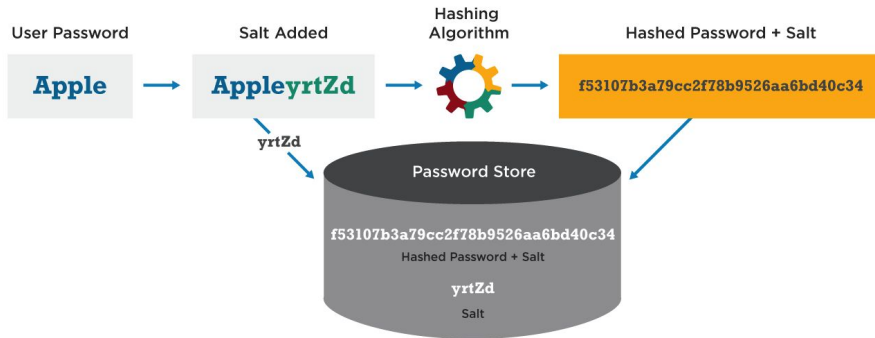 User Password
Salt Added
Hashing
Algorithm
Hashed Password + Salt
Apple
AppleyrtZd
f53107b3a79cc2f78b9526aa6bd40c34
yrtZd
Password Store
f53107b3a79cc2f78b9526aa6bd40c34
Hashed Password + Salt
yrtZd
Salt